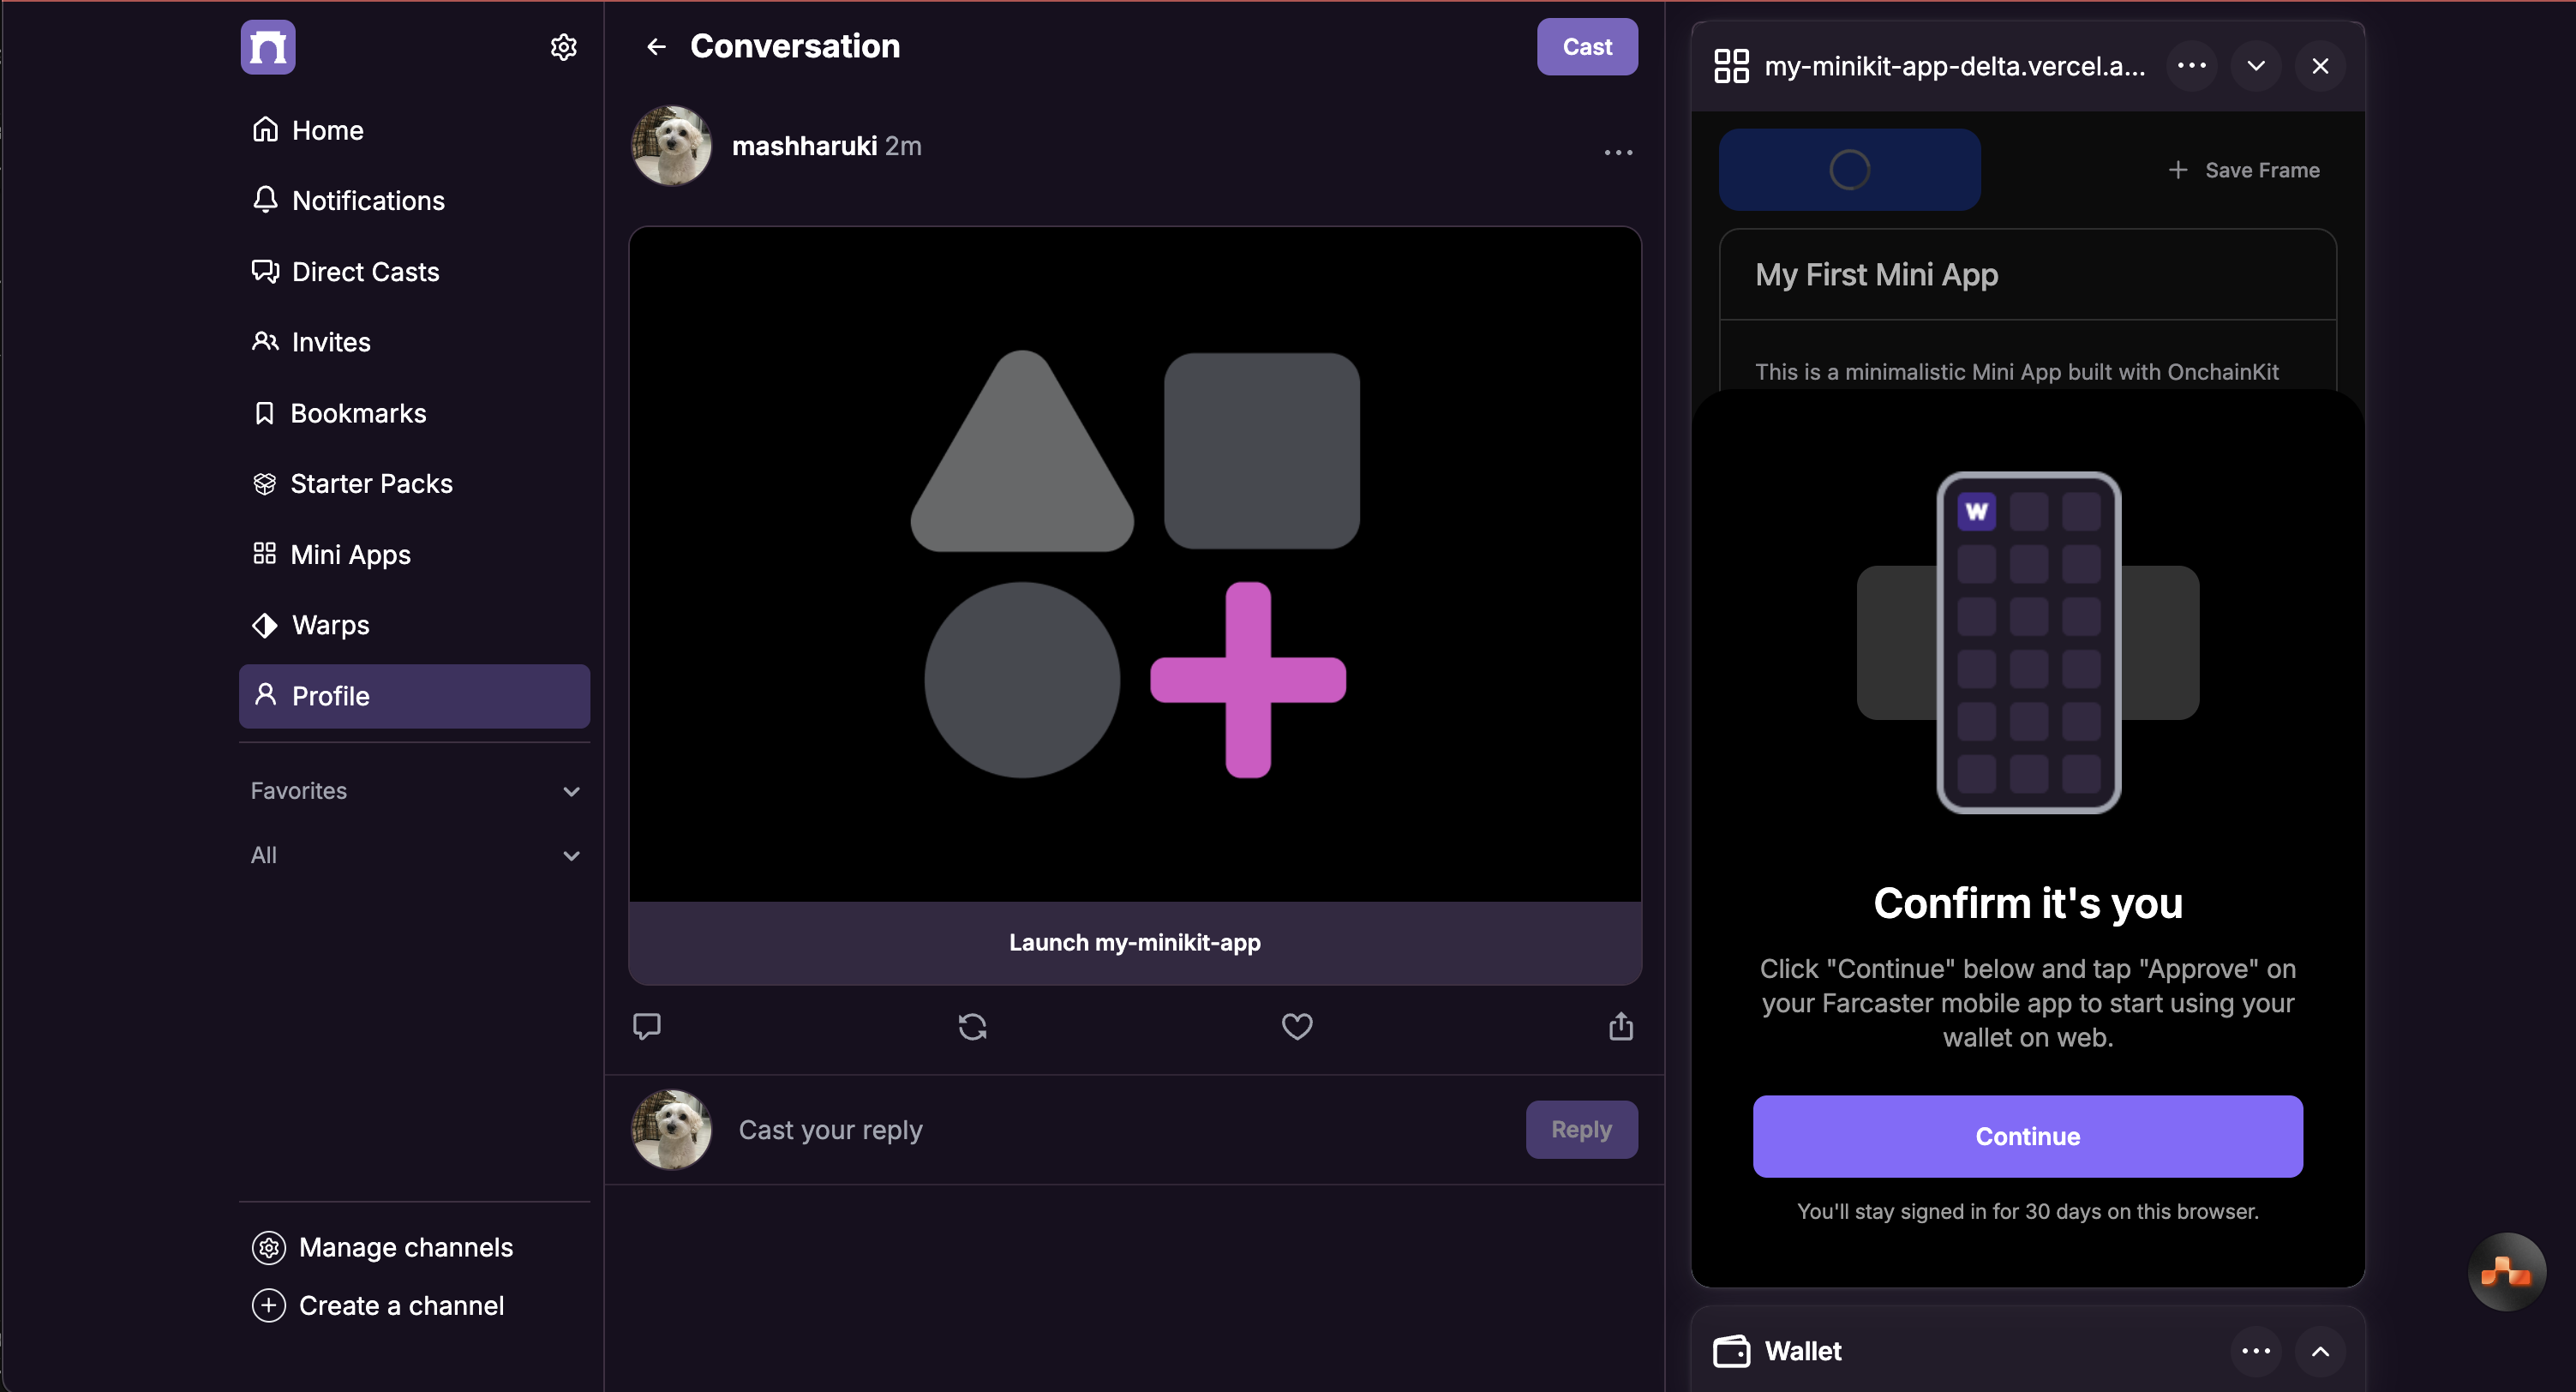 Home
Notifications
Direct Casts
Invites
Bookmarks
Starter Packs
Mini Apps
Warps
Profile
Favorites
All
Manage channels
Create a channel
Conversation
Cast
mashharuki 2m
Launch my-minikit-app
Cast your reply
Reply
my-minikit-app-delta.vercel.a...
Save Frame
My First Mini App
This is a minimalistic Mini App built with OnchainKit
W
Confirm it's you
Click "Continue" below and tap "Approve" on
your Farcaster mobile app to start using your
wallet on web.
Continue
You'll stay signed in for 30 days on this browser.
Wallet